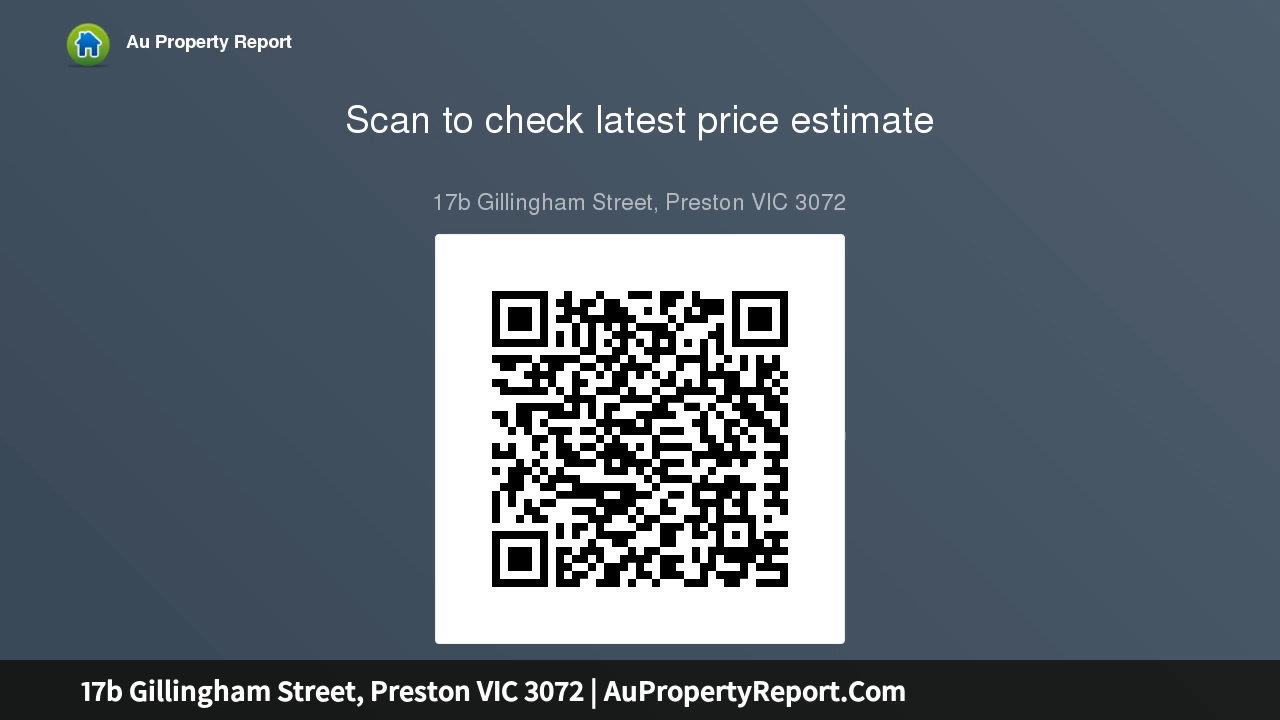 Au Property Report
Scan to check latest price estimate
17b Gillingham Street, Preston VIC 3072
17b Gillingham Street, Preston VIC 3072 | AuPropertyReport.Com